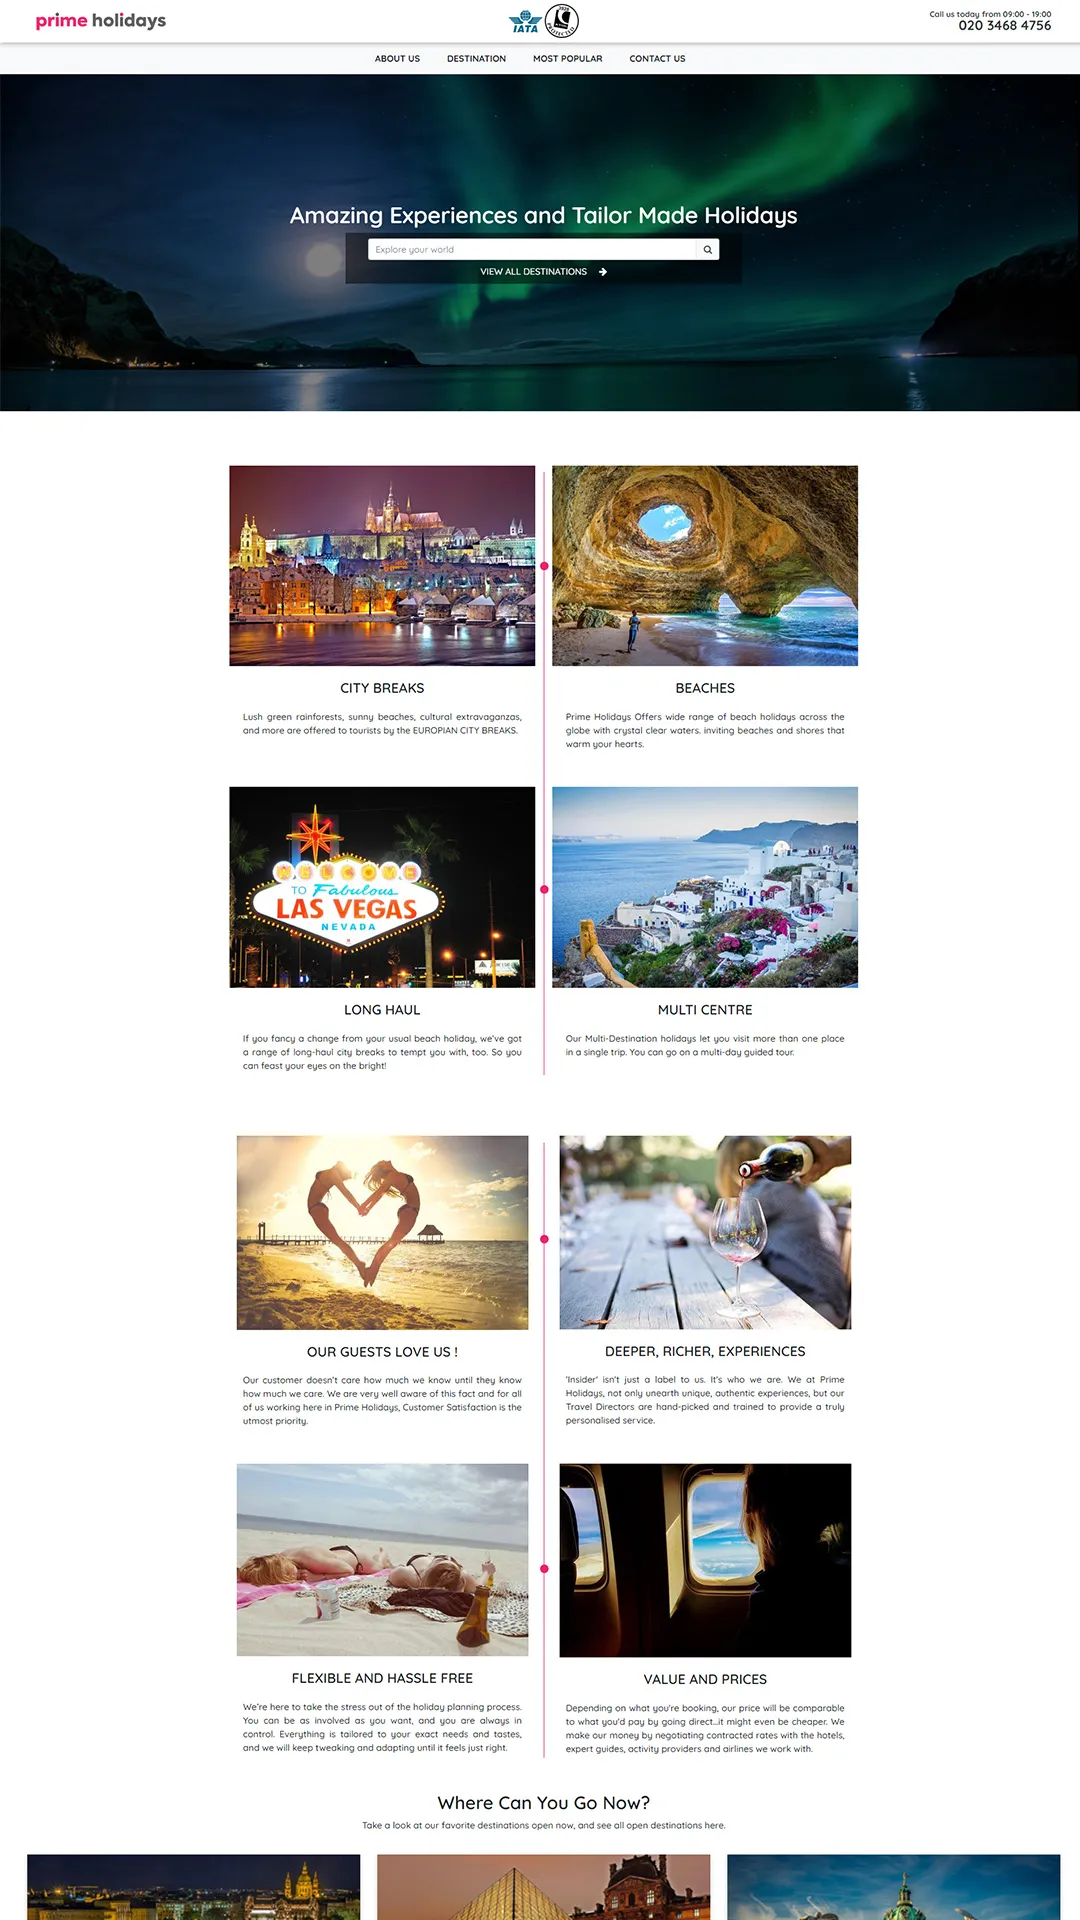 prime holidays
IATA
PROTECTED
Call us today from 09:00 - 19:00
020 3468 4756
ABOUT US
DESTINATION
MOST POPULAR
CONTACT US
Amazing Experiences and Tailor Made Holidays
Explore your world
VIEW ALL DESTINATIONS
CITY BREAKS
Lush green rainforests, sunny beaches, cultural extravaganzas,
and more are offered to tourists by the EUROPIAN CITY BREAKS.
BEACHES
Prime Holidays Offers wide range of beach holidays across the
globe with crystal clear waters. inviting beaches and shores that
warm your hearts.
WELCOME
TO Fabulous
LAS VEGAS
NEVADA
LONG HAUL
If you fancy a change from your usual beach holiday, we've got
a range of long-haul city breaks to tempt you with, too. So you
can feast your eyes on the bright!
MULTI CENTRE
Our Multi-Destination holidays let you visit more than one place
in a single trip. You can go on a multi-day guided tour.
OUR GUESTS LOVE US !
Our customer doesn't care how much we know until they know
how much we care. We are very well aware of this fact and for all
of us working here in Prime Holidays, Customer Satisfaction is the
utmost priority.
DEEPER, RICHER, EXPERIENCES
'Insider' isn't just a label to us. It's who we are. We at Prime
Holidays, not only unearth unique, authentic experiences, but our
Travel Directors are hand-picked and trained to provide a truly
personalised service.
FLEXIBLE AND HASSLE FREE
We're here to take the stress out of the holiday planning process.
You can be as involved as you want, and you are always in
control. Everything is tailored to your exact needs and tastes,
and we will keep tweaking and adapting until it feels just right.
VALUE AND PRICES
Depending on what you're booking, our price will be comparable
to what you'd pay by going direct...it might even be cheaper. We
make our money by negotiating contracted rates with the hotels,
expert guides, activity providers and airlines we work with.
Where Can You Go Now?
Take a look at our favorite destinations open now, and see all open destinations here.